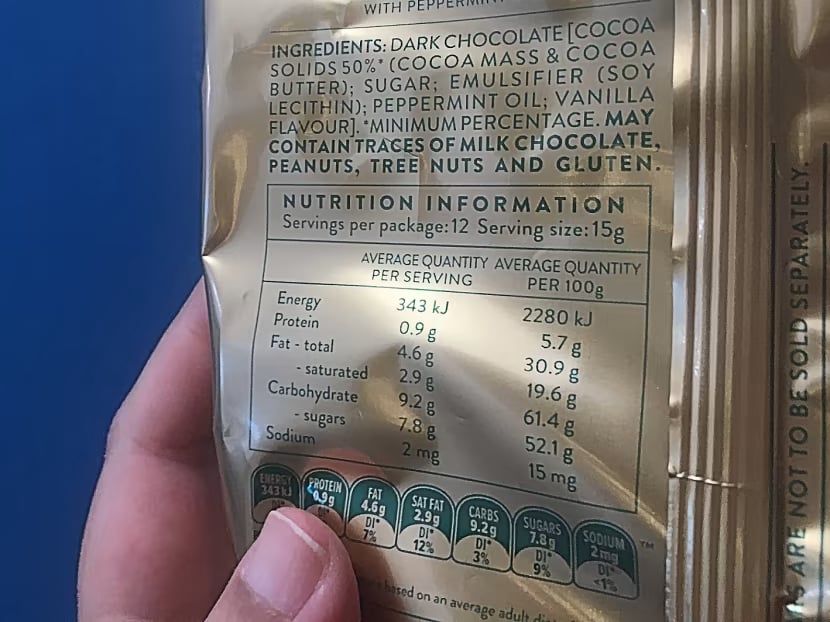 WITH PEPPERMINT
INGREDIENTS: DARK CHOCOLATE [COCOA
SOLIDS 50%* (COCOA MASS & COCOA
BUTTER); SUGAR; EMULSIFIER (SOY
LECITHIN); PEPPERMINT OIL; VANILLA
FLAVOUR]. *MINIMUM PERCENTAGE. MAY
CONTAIN TRACES OF MILK CHOCOLATE,
PEANUTS, TREE NUTS AND GLUTEN.
NUTRITION INFORMATION
Servings per package: 12 Serving size: 15g
AVERAGE QUANTITY AVERAGE QUANTITY
PER SERVING PER 100g
Energy 343 kJ 2280 kJ
Protein 0.9 g 5.7 g
Fat - total 4.6 g 30.9 g
- saturated 2.9 g 19.6 g
Carbohydrate 9.2 g 61.4 g
- sugars 7.8 g 52.1 g
Sodium 2 mg 15 mg
ENERGY PROTEIN FAT SAT FAT CARBS SUGARS SODIUM ™
343 kJ 0.9g 4.6g 2.9g 9.2g 7.8g 2mg
DI* DI* DI* DI* DI* DI*
7% 12% 3% 9% <1%
based on an average adult
ARE NOT TO BE SOLD SEPARATELY.